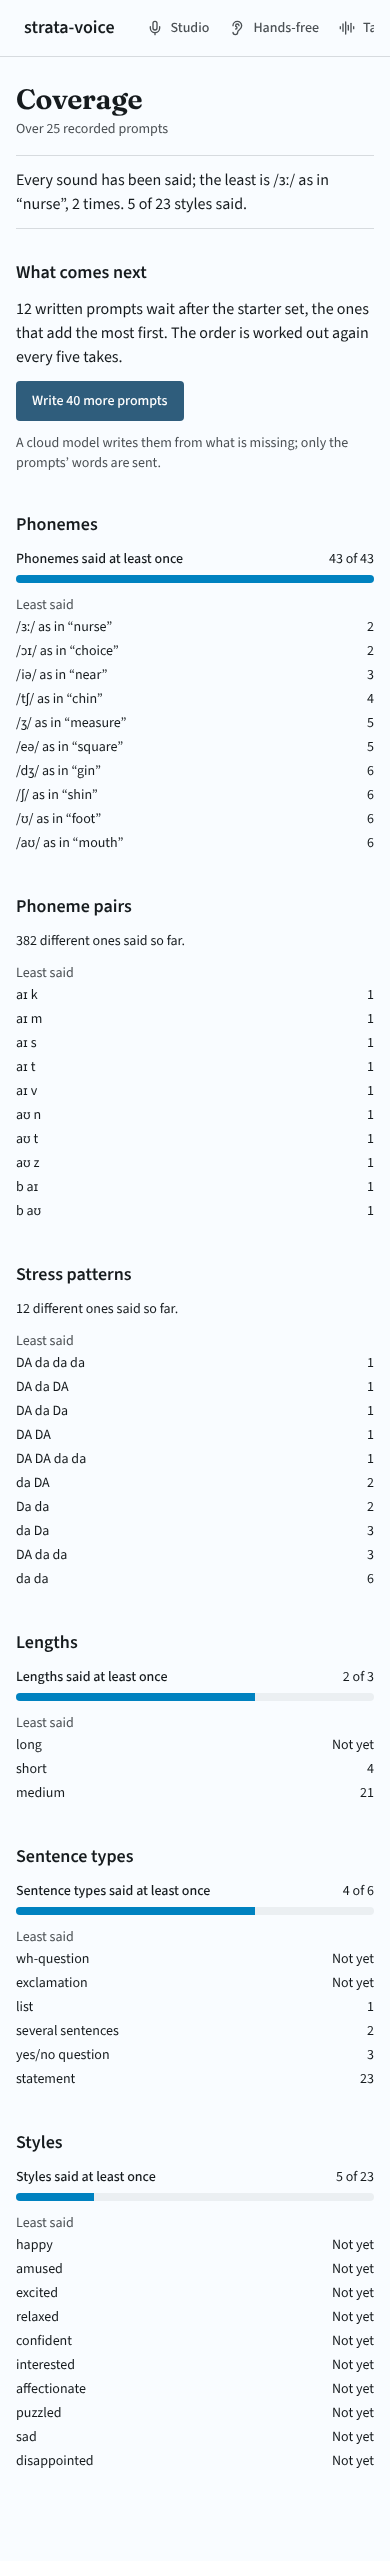 strata-voice Studio Hands-free Ta
Coverage
Over 25 recorded prompts
Every sound has been said; the least is /ɜː/ as in
“nurse”, 2 times. 5 of 23 styles said.
What comes next
12 written prompts wait after the starter set, the ones
that add the most first. The order is worked out again
every five takes.
Write 40 more prompts
A cloud model writes them from what is missing; only the
prompts’ words are sent.
Phonemes
Phonemes said at least once 43 of 43
Least said
/ɜː/ as in “nurse” 2
/ɔɪ/ as in “choice” 2
/iə/ as in “near” 3
/tʃ/ as in “chin” 4
/ʒ/ as in “measure” 5
/eə/ as in “square” 5
/dʒ/ as in “gin” 6
/ʃ/ as in “shin” 6
/ʊ/ as in “foot” 6
/aʊ/ as in “mouth” 6
Phoneme pairs
382 different ones said so far.
Least said
aɪ k 1
aɪ m 1
aɪ s 1
aɪ t 1
aɪ v 1
aʊ n 1
aʊ t 1
aʊ z 1
b aɪ 1
b aʊ 1
Stress patterns
12 different ones said so far.
Least said
DA da da da 1
DA da DA 1
DA da Da 1
DA DA 1
DA DA da da 1
da DA 2
Da da 2
da Da 3
DA da da 3
da da 6
Lengths
Lengths said at least once 2 of 3
Least said
long Not yet
short 4
medium 21
Sentence types
Sentence types said at least once 4 of 6
Least said
wh-question Not yet
exclamation Not yet
list 1
several sentences 2
yes/no question 3
statement 23
Styles
Styles said at least once 5 of 23
Least said
happy Not yet
amused Not yet
excited Not yet
relaxed Not yet
confident Not yet
interested Not yet
affectionate Not yet
puzzled Not yet
sad Not yet
disappointed Not yet